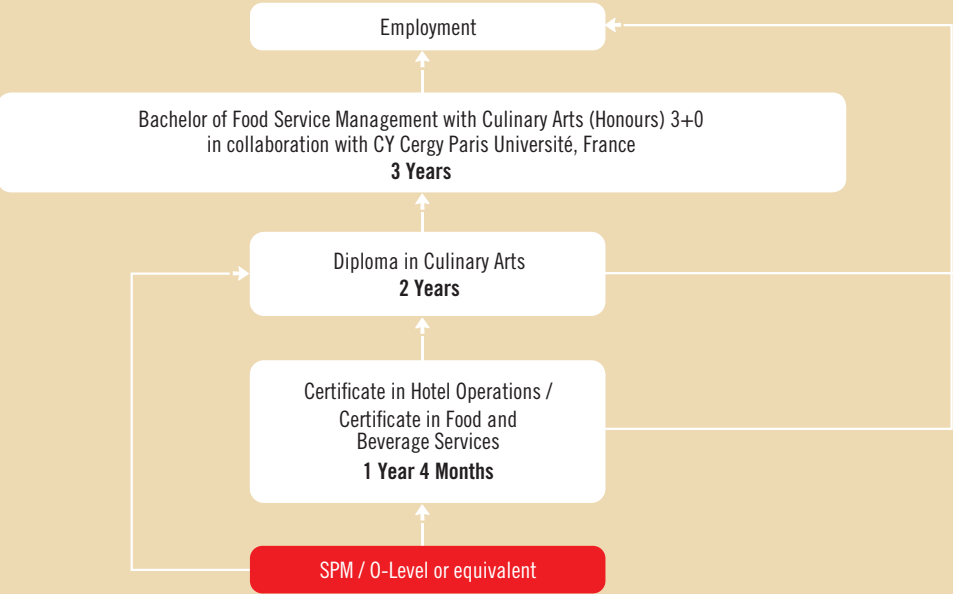 Employment
Bachelor of Food Service Management with Culinary Arts (Honours) 3+0
in collaboration with CY Cergy Paris Université, France
3 Years
Diploma in Culinary Arts
2 Years
Certificate in Hotel Operations /
Certificate in Food and
Beverage Services
1 Year 4 Months
SPM / O-Level or equivalent